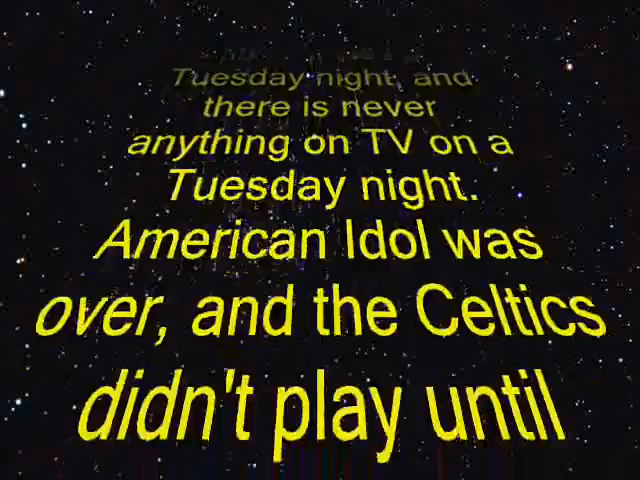 Tuesday night, and
there is never
anything on TV on a
Tuesday night.
American Idol was
over, and the Celtics
didn't play until